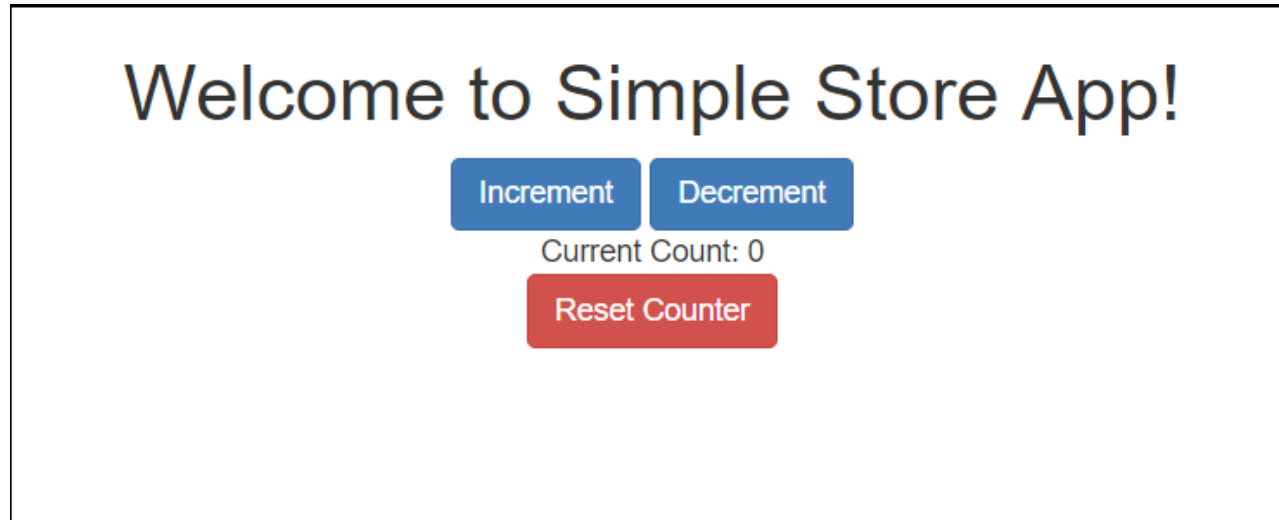 Welcome to Simple Store App!
Increment Decrement
Current Count: 0
Reset Counter